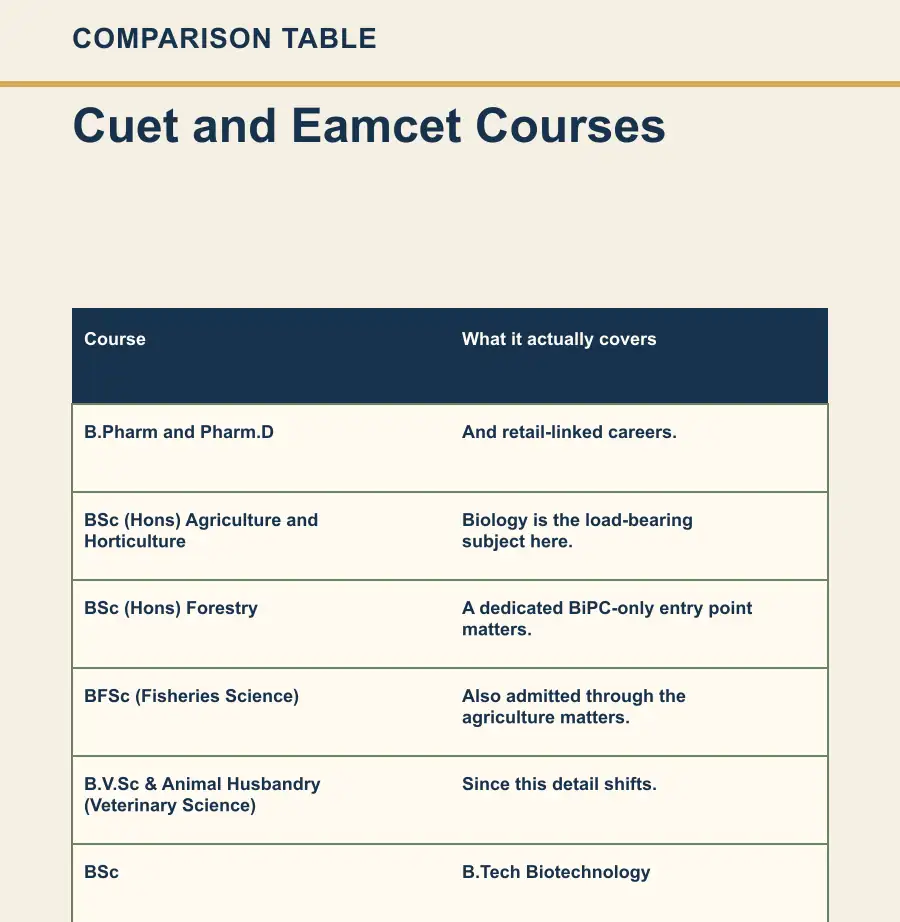 COMPARISON TABLE
Cuet and Eamcet Courses
Course
What it actually covers
B.Pharm and Pharm.D
And retail-linked careers.
BSc (Hons) Agriculture and
Horticulture
Biology is the load-bearing
subject here.
BSc (Hons) Forestry
A dedicated BiPC-only entry point
matters.
BFSc (Fisheries Science)
Also admitted through the
agriculture matters.
B.V.Sc & Animal Husbandry
(Veterinary Science)
Since this detail shifts.
BSc
B.Tech Biotechnology